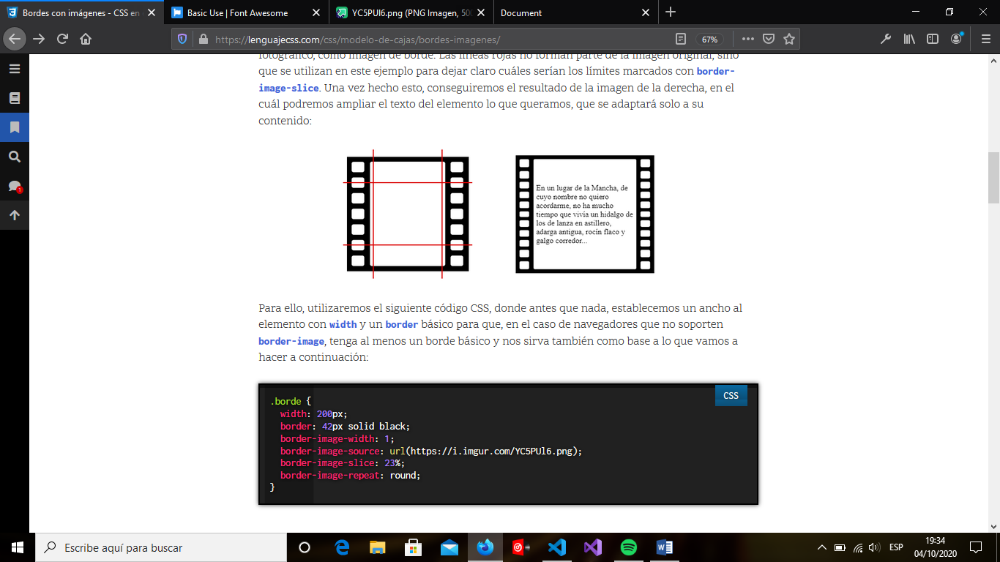 Bordes con imágenes - CSS en
Basic Use | Font Awesome
YC5PUl6.png (PNG Imagen, 500
Document
https://lenguajecss.com/css/modelo-de-cajas/bordes-imagenes/
67%
fotográfico, como imagen de borde. Las líneas rojas no forman parte de la imagen original, sino
que se utilizan en este ejemplo para dejar claro cuáles serían los límites marcados con border-
image-slice. Una vez hecho esto, conseguiremos el resultado de la imagen de la derecha, en el
cuál podremos ampliar el texto del elemento lo que queramos, que se adaptará solo a su
contenido:
1
En un lugar de la Mancha, de
cuyo nombre no quiero
acordarme, no ha mucho
tiempo que vivía un hidalgo de
los de lanza en astillero,
adarga antigua, rocín flaco y
galgo corredor...
Para ello, utilizaremos el siguiente código CSS, donde antes que nada, establecemos un ancho al
elemento con width y un border básico para que, en el caso de navegadores que no soporten
border-image, tenga al menos un borde básico y nos sirva también como base a lo que vamos a
hacer a continuación:
CSS
.borde {
width: 200px;
border: 42px solid black;
border-image-width: 1;
border-image-source: url(https://i.imgur.com/YC5PUl6.png);
border-image-slice: 23%;
border-image-repeat: round;
}
Escribe aquí para buscar
ESP
19:34
04/10/2020